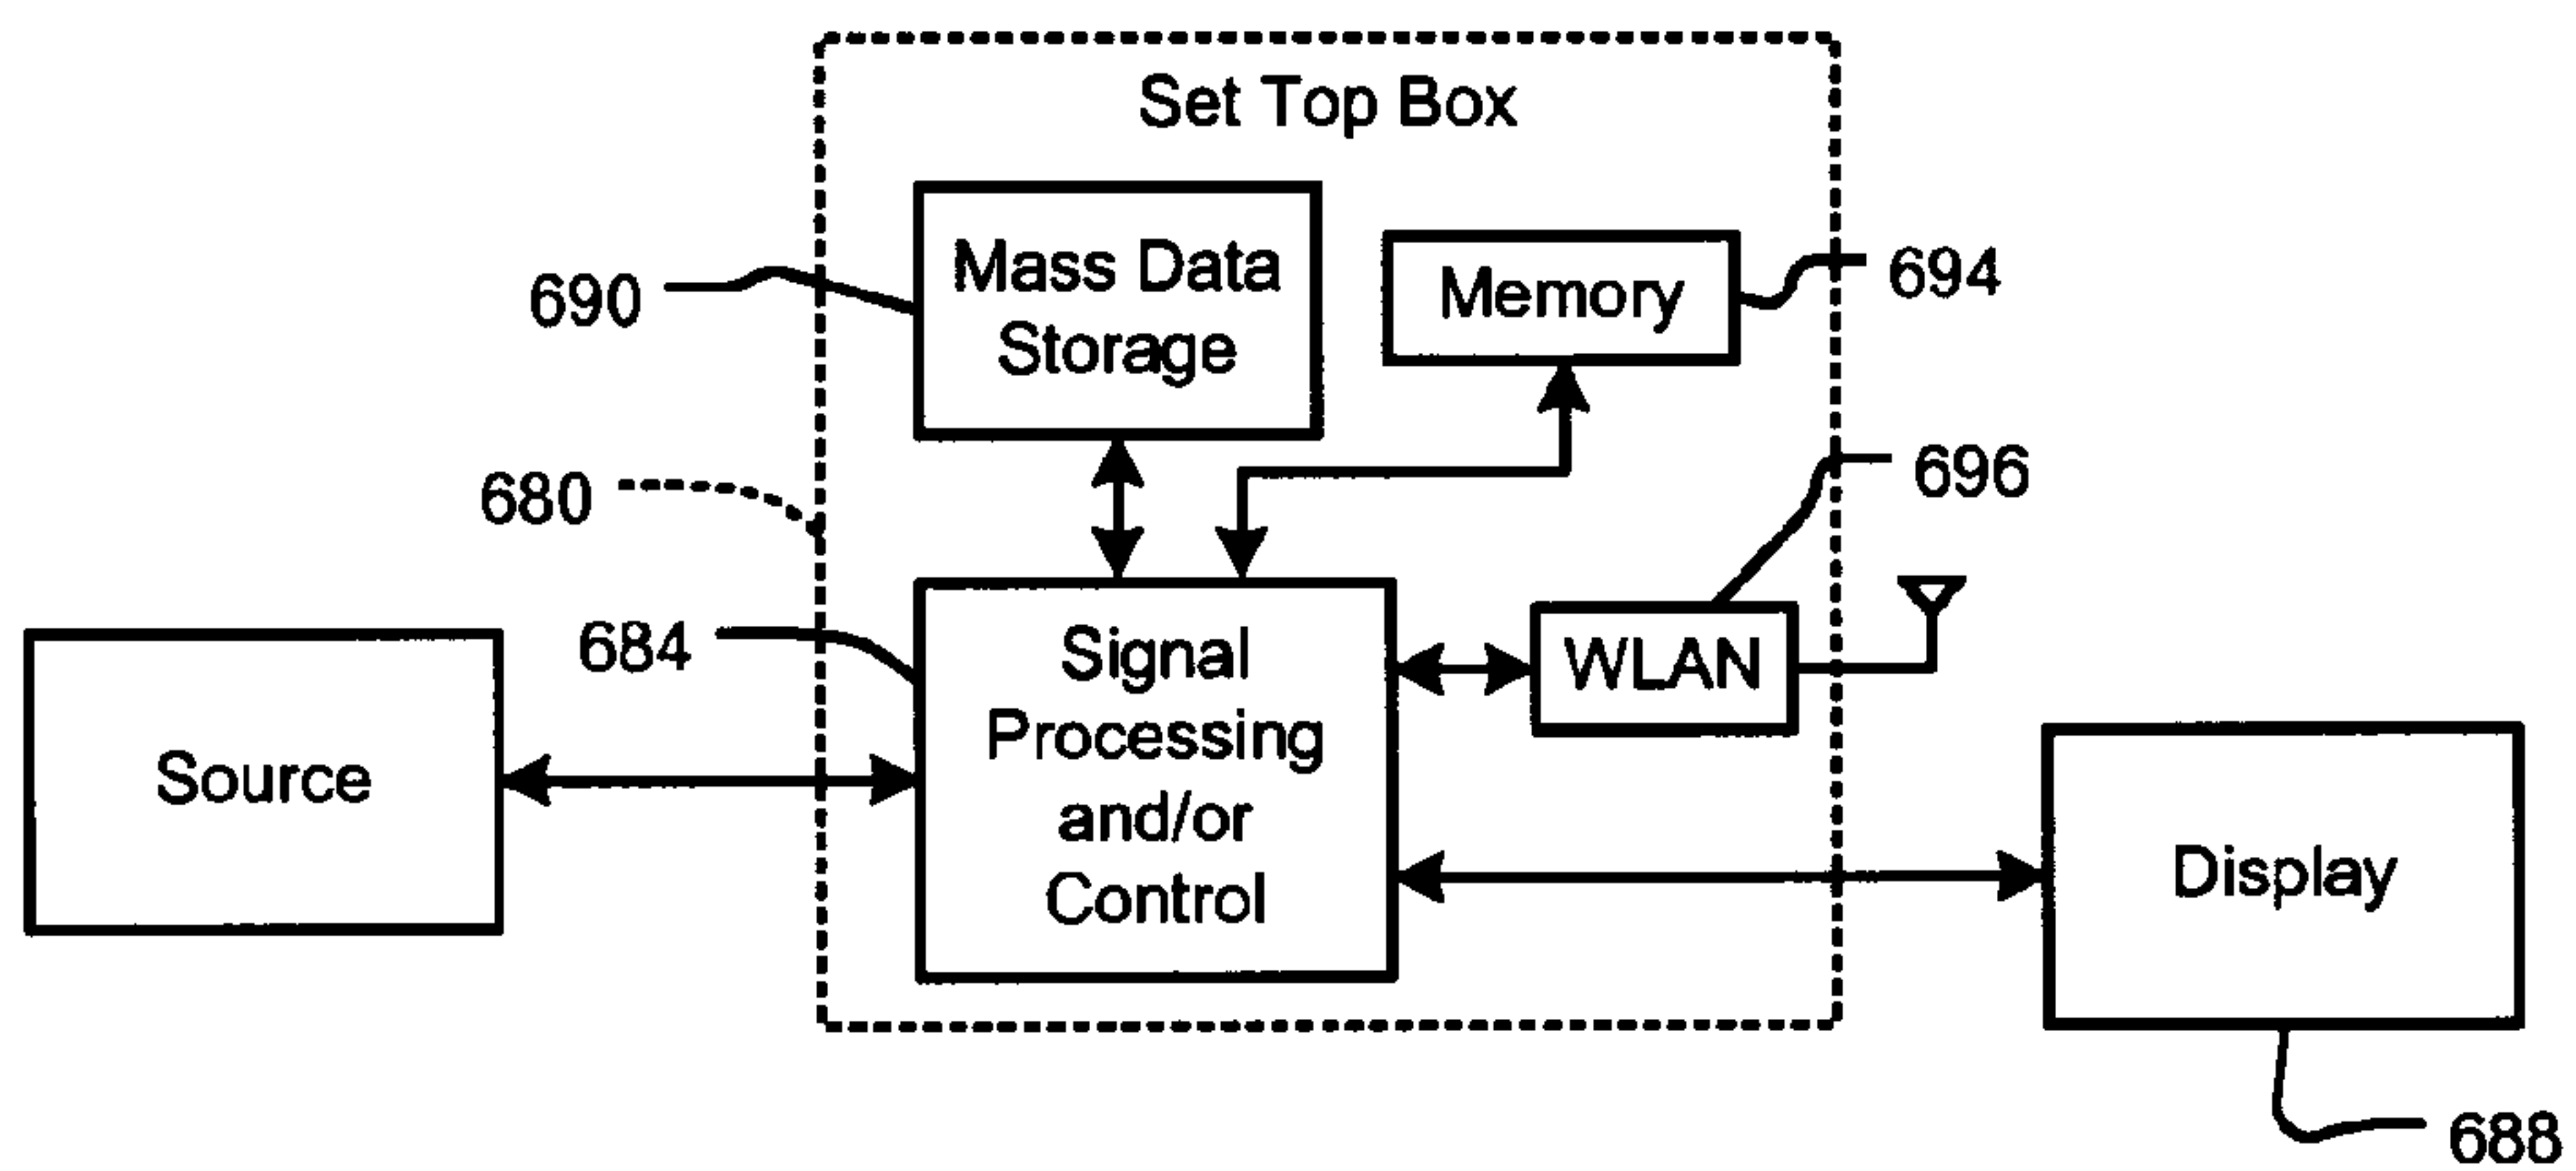 Set Top Box
Mass Data
Storage
690
Memory
694
680
696
684
Signal
Processing
and/or
Control
WLAN
Source
Display
688